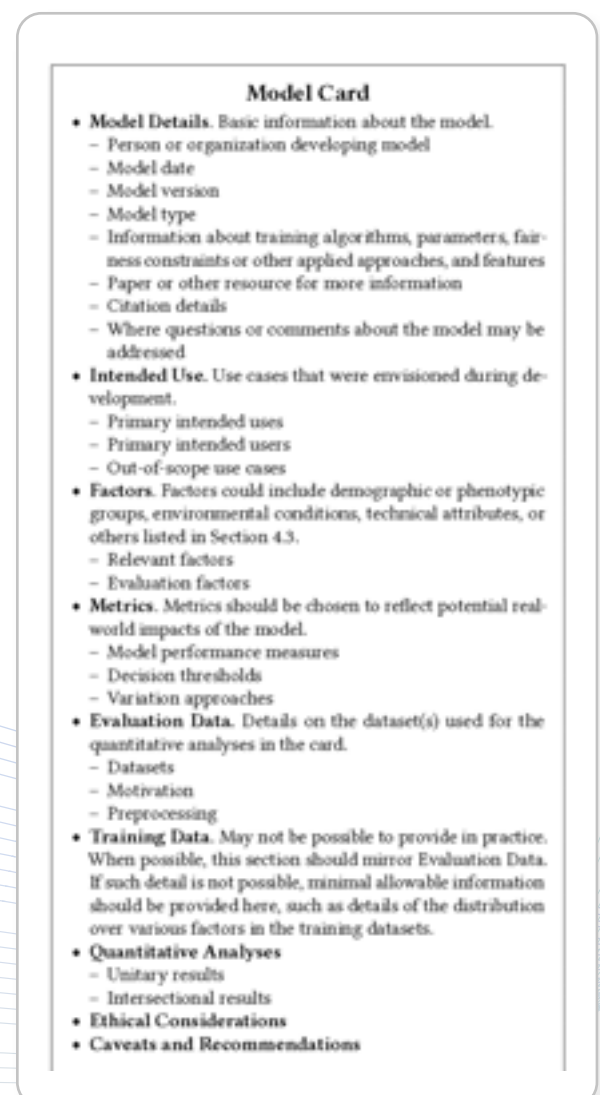 Model Card
• Model Details. Basic information about the model.
– Person or organization developing model
– Model date
– Model version
– Model type
– Information about training algorithms, parameters, fair-
ness constraints or other applied approaches, and features
– Paper or other resource for more information
– Citation details
– Where questions or comments about the model may be
addressed
• Intended Use. Use cases that were envisioned during de-
velopment.
– Primary intended uses
– Primary intended users
– Out-of-scope use cases
• Factors. Factors could include demographic or phenotypic
groups, environmental conditions, technical attributes, or
others listed in Section 4.3.
– Relevant factors
– Evaluation factors
• Metrics. Metrics should be chosen to reflect potential real-
world impacts of the model.
– Model performance measures
– Decision thresholds
– Variation approaches
• Evaluation Data. Details on the dataset(s) used for the
quantitative analyses in the card.
– Datasets
– Motivation
– Preprocessing
• Training Data. May not be possible to provide in practice.
When possible, this section should mirror Evaluation Data.
If such detail is not possible, minimal allowable information
should be provided here, such as details of the distribution
over various factors in the training datasets.
• Quantitative Analyses
– Unitary results
– Intersectional results
• Ethical Considerations
• Caveats and Recommendations